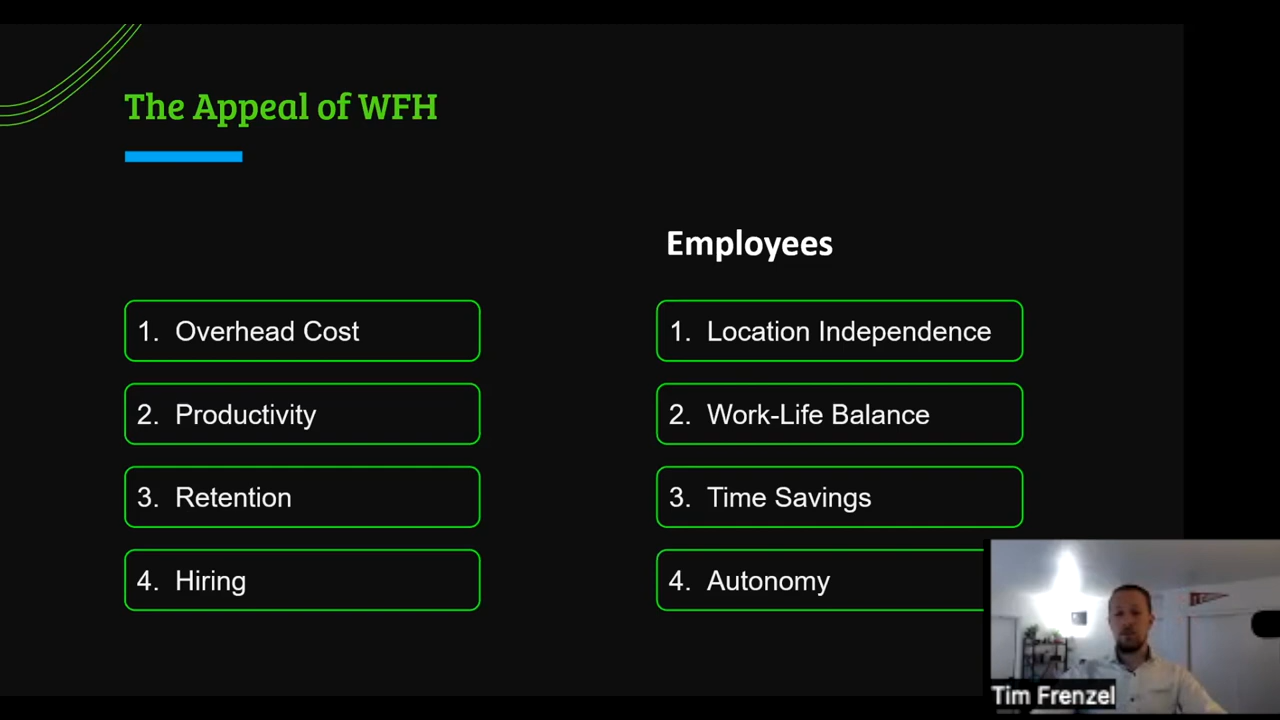 The Appeal of WFH
Employees
1. Overhead Cost
2. Productivity
3. Retention
4. Hiring
1. Location Independence
2. Work-Life Balance
3. Time Savings
4. Autonomy
Tim Frenzel